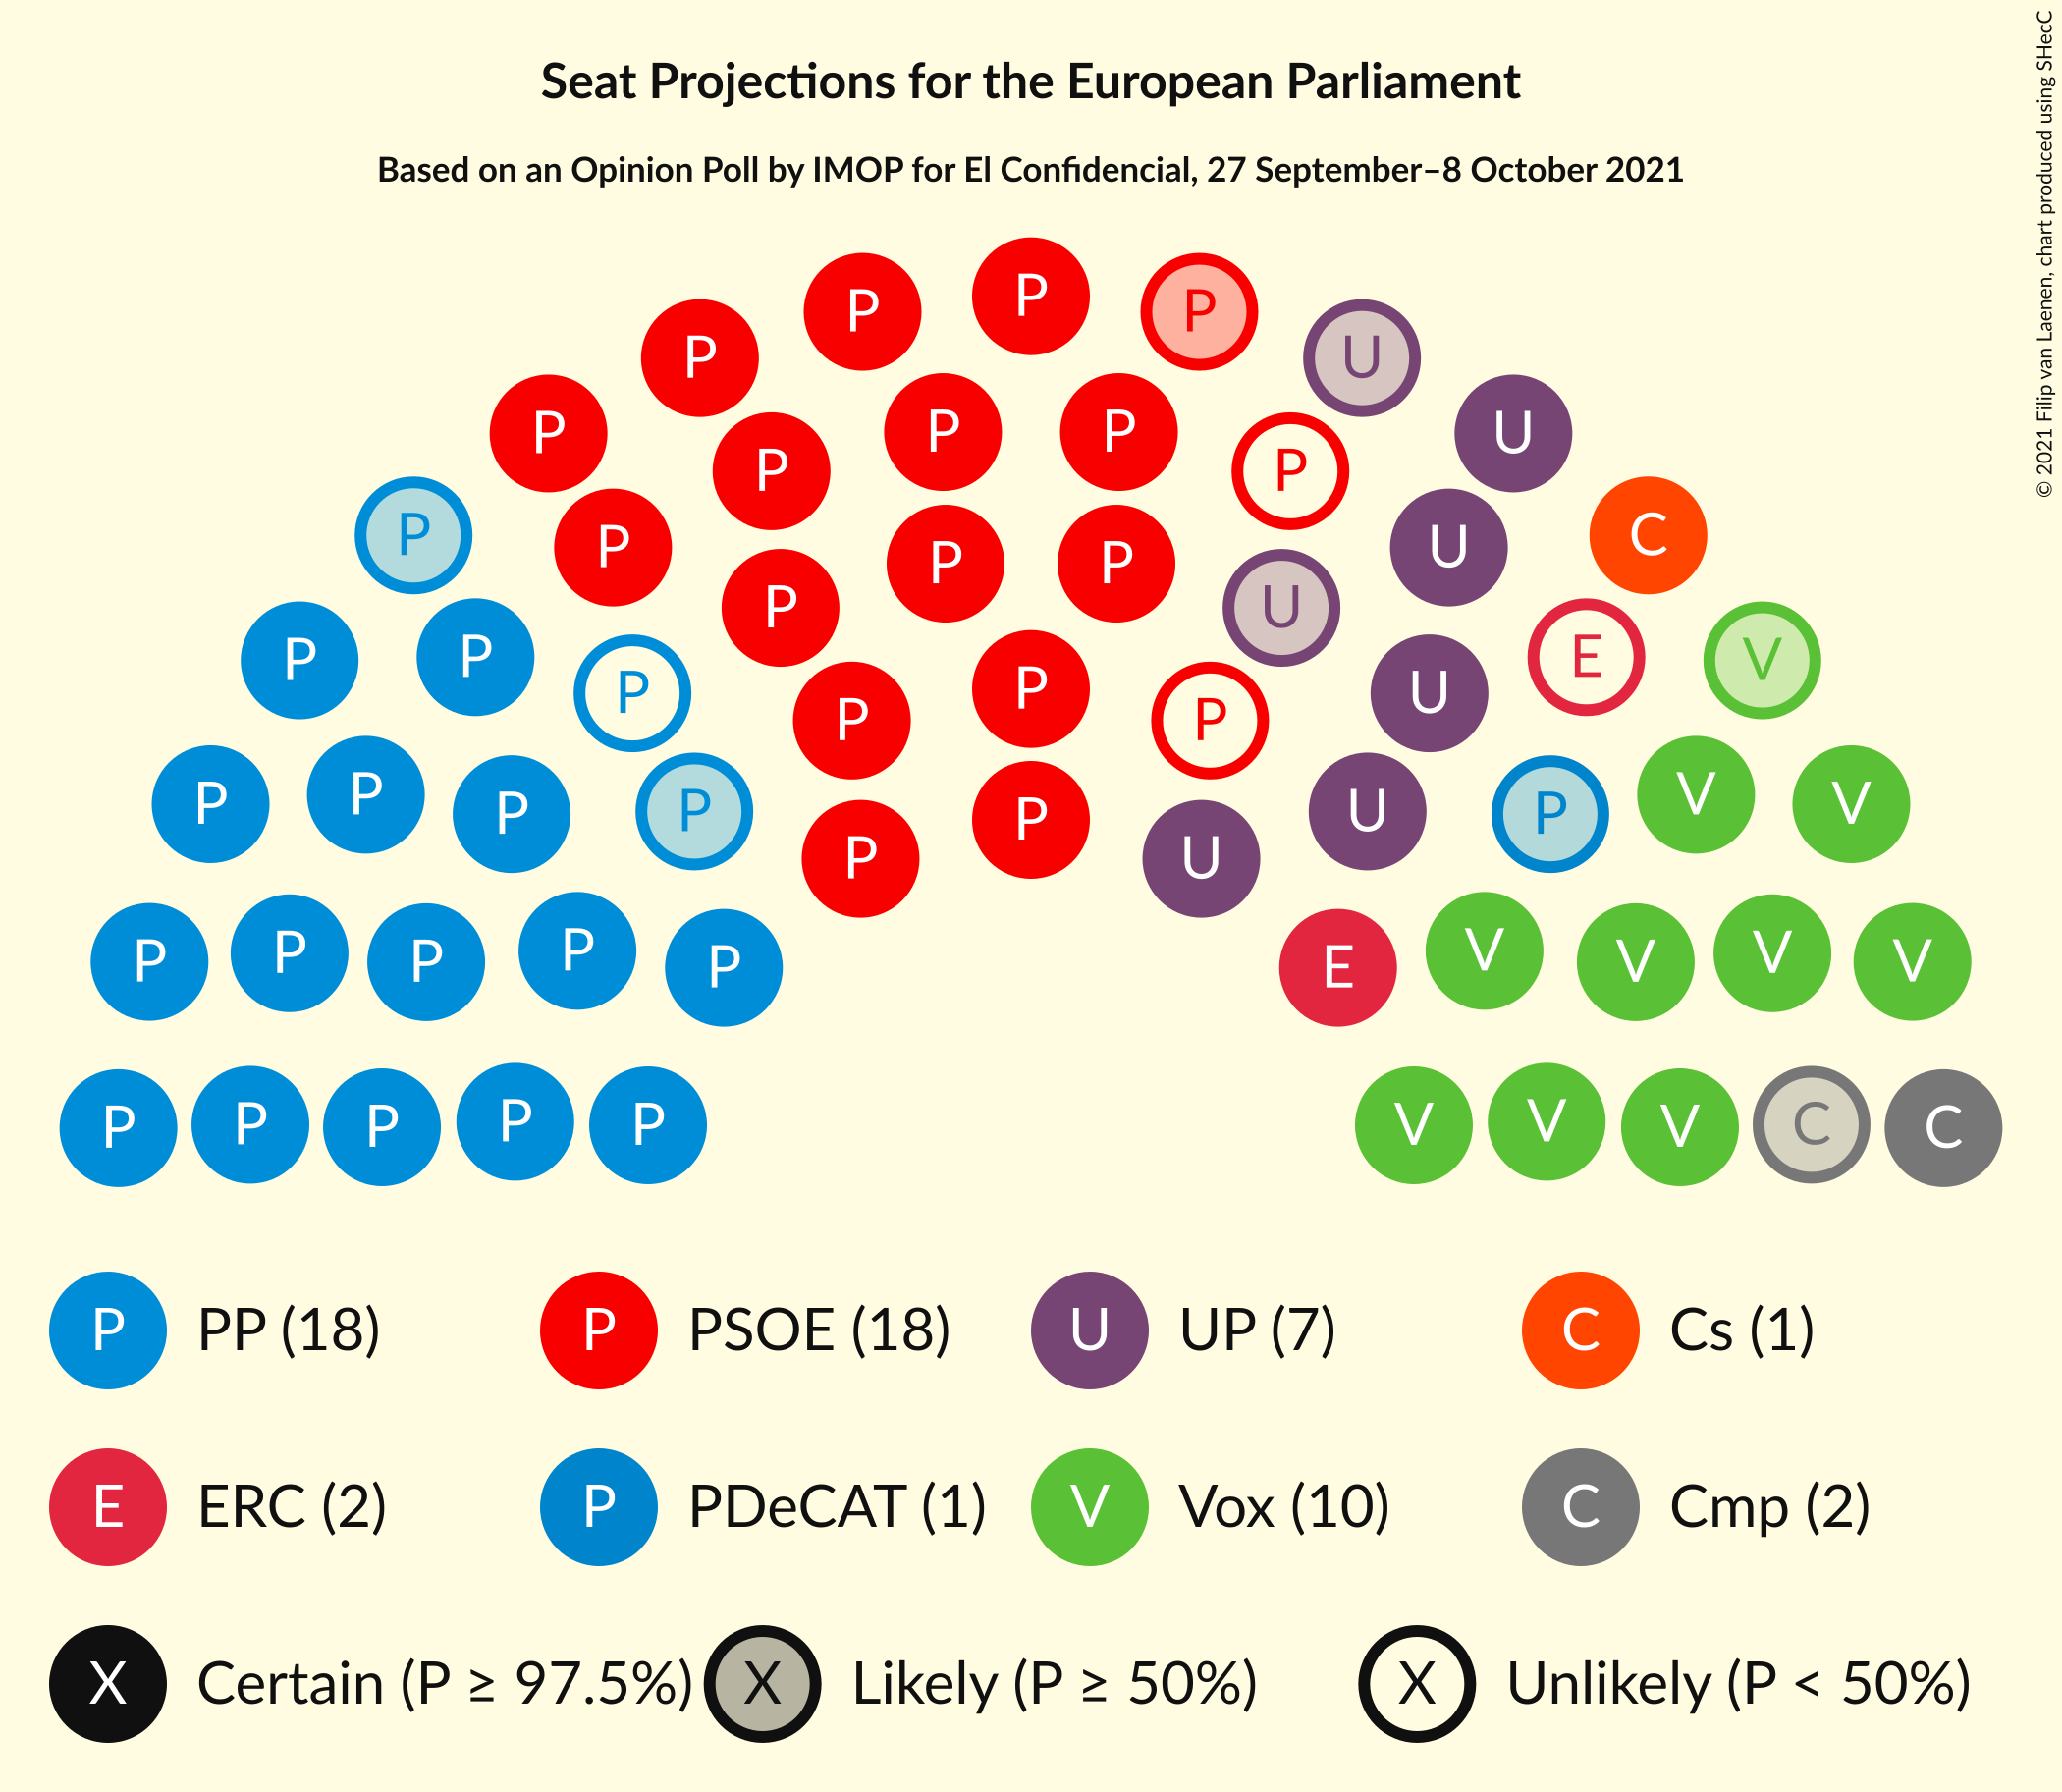 Seat Projections for the European Parliament
Based on an Opinion Poll by IMOP for El Confidencial, 27 September–8 October 2021
© 2021 Filip van Laenen, chart produced using SHecC
P
P P
P P
P U
P P
P P
P U
P P
P U
P C
P P
P U
P P
P E V
P P
P P
P U
P P
P P
P U
P V V
P P
P U
P P P P P
E V V V V
P P P P P
V V V C C
P PP (18) P PSOE (18) U UP (7) C Cs (1)
E ERC (2) P PDeCAT (1) V Vox (10) C Cmp (2)
X Certain (P ≥ 97.5%) X Likely (P ≥ 50%) X Unlikely (P < 50%)